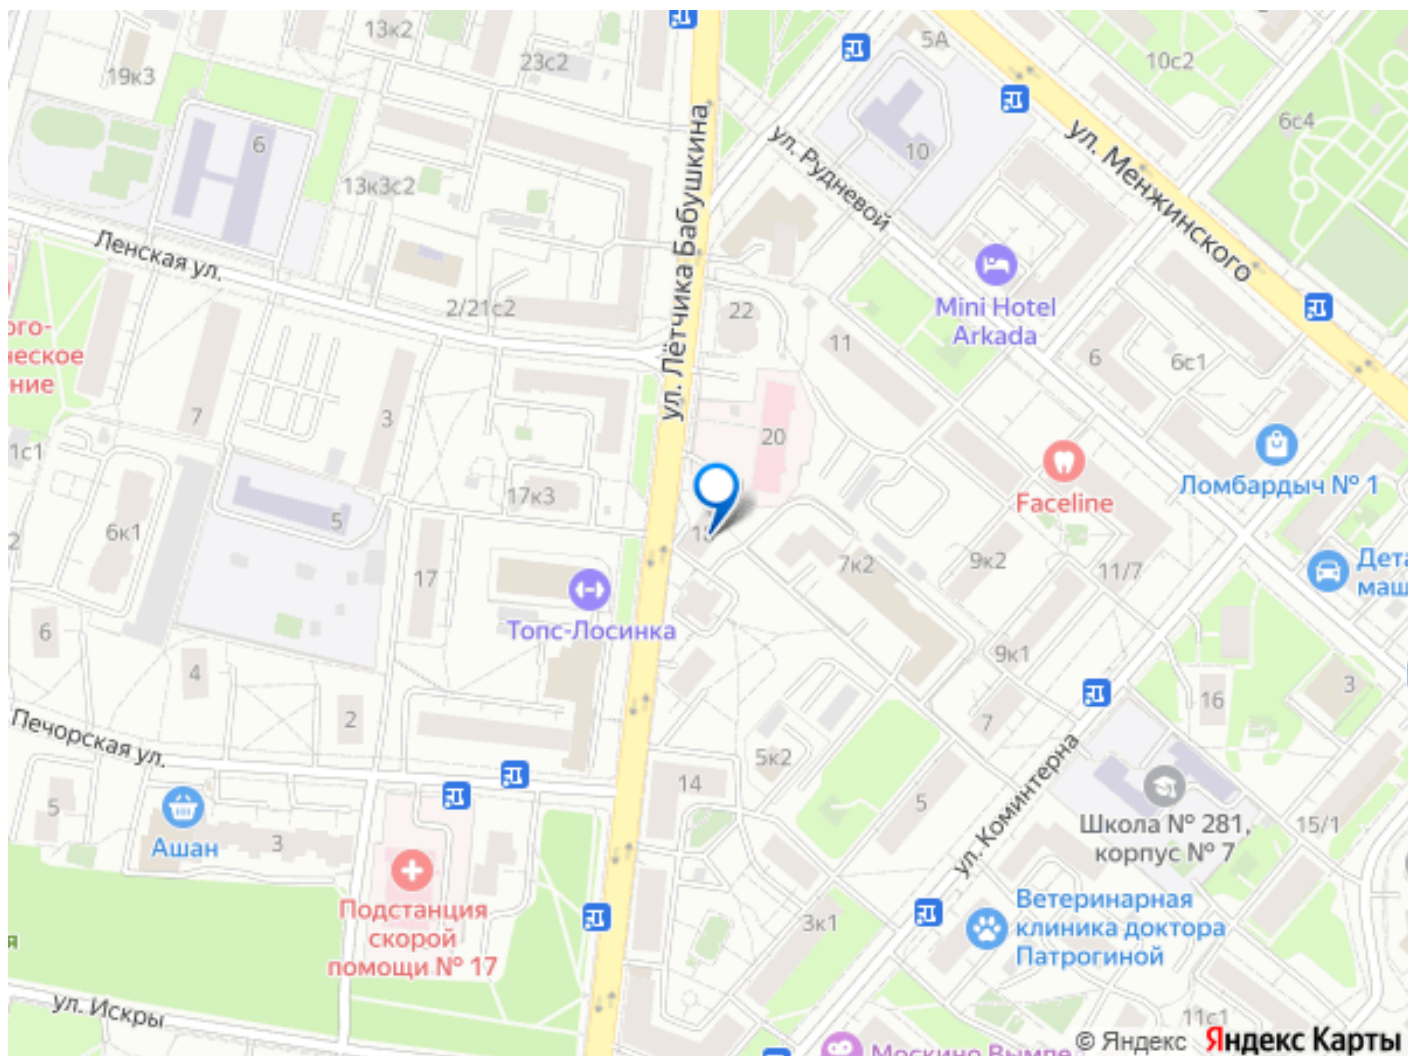 13к2
23с2
5А
10с2
19к3
6с4
6
10
13к3с2
ул. Рудневой
ул. Менжинского
ул. Лётчика Бабушкина
Ленская ул.
2/21с2
22
Mini Hotel
Arkada
11
6
6с1
7
3
20
1с1
Faceline
Ломбардыч № 1
17к3
5
6к1
2
17
7к2
9к2
11/7
Топс-Лосинка
6
4
9к1
3
16
2
7
Печорская ул.
5к2
14
5
ул. Коминтерна
5
Ашан
3
17
Школа № 281,
корпус № 7
15/1
Подстанция
скорой
помощи № 17
3к1
Ветеринарная
клиника доктора
Патрогиной
ул. Искры
11с1
© Яндекс Яндекс Карты